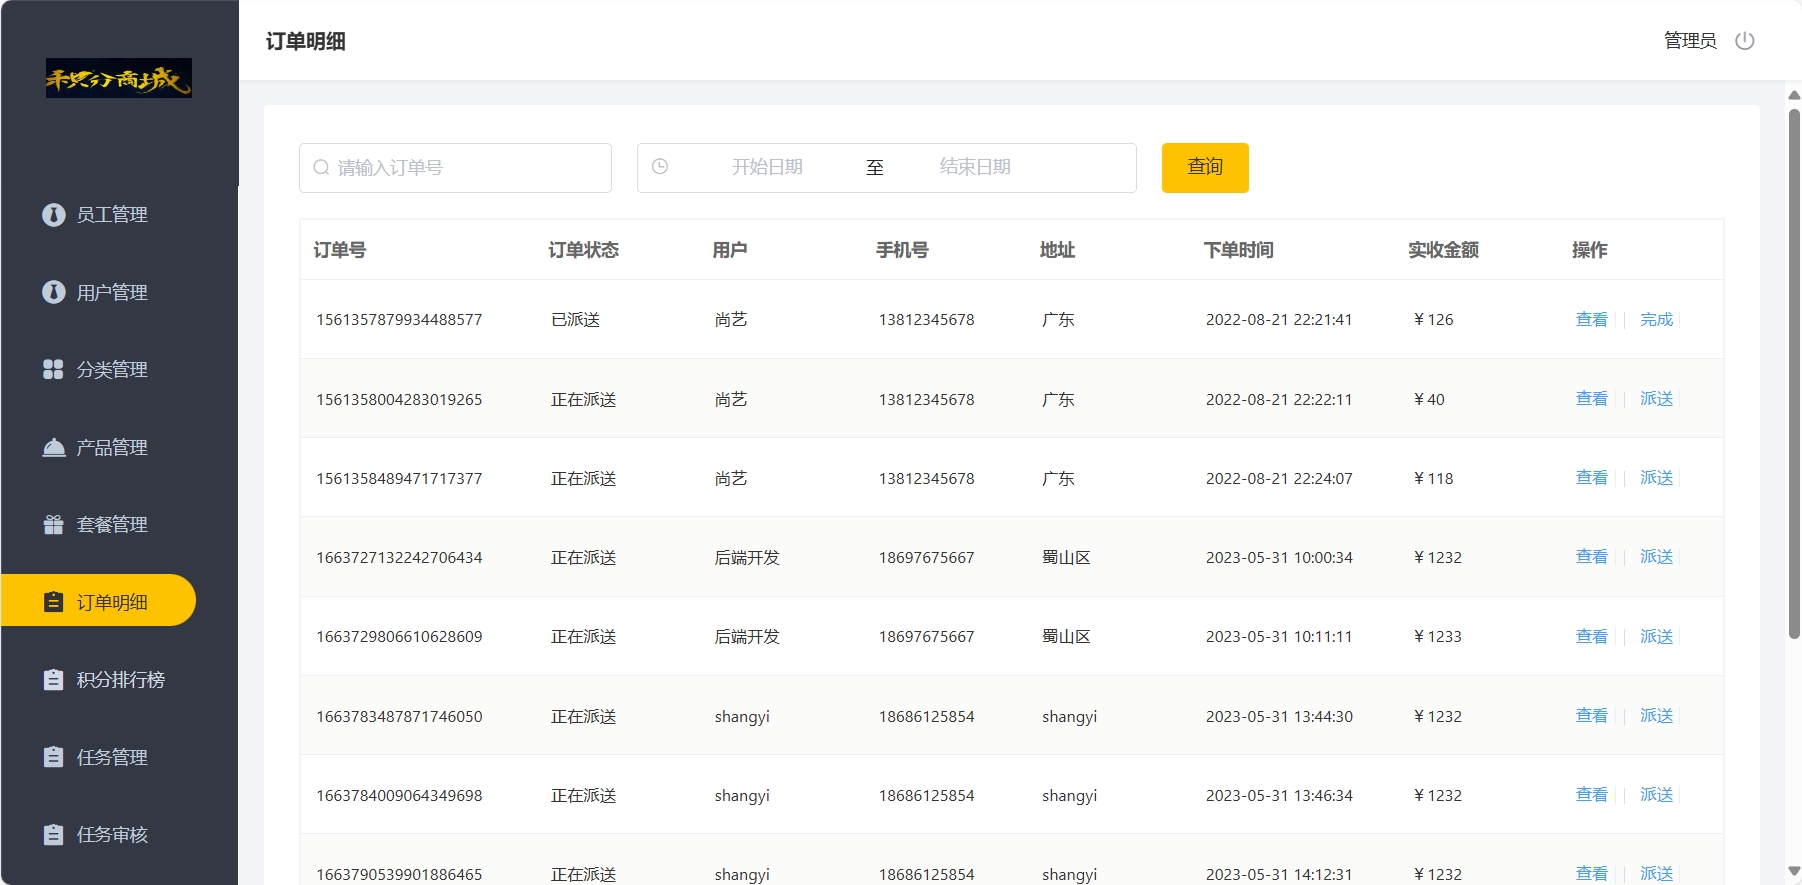 订单明细
管理员
积分商城
员工管理
用户管理
分类管理
产品管理
套餐管理
订单明细
积分排行榜
任务管理
任务审核
请输入订单号 开始日期 至 结束日期 查询
订单号 订单状态 用户 手机号 地址 下单时间 实收金额 操作
1561357879934488577 已派送 尚艺 13812345678 广东 2022-08-21 22:21:41 ￥126 查看 完成
1561358004283019265 正在派送 尚艺 13812345678 广东 2022-08-21 22:22:11 ￥40 查看 派送
1561358489471717377 正在派送 尚艺 13812345678 广东 2022-08-21 22:24:07 ￥118 查看 派送
1663727132242706434 正在派送 后端开发 18697675667 蜀山区 2023-05-31 10:00:34 ￥1232 查看 派送
1663729806610628609 正在派送 后端开发 18697675667 蜀山区 2023-05-31 10:11:11 ￥1233 查看 派送
1663783487871746050 正在派送 shangyi 18686125854 shangyi 2023-05-31 13:44:30 ￥1232 查看 派送
1663784009064349698 正在派送 shangyi 18686125854 shangyi 2023-05-31 13:46:34 ￥1232 查看 派送
1663790539901886465 正在派送 shangyi 18686125854 shangyi 2023-05-31 14:12:31 ￥1232 查看 派送